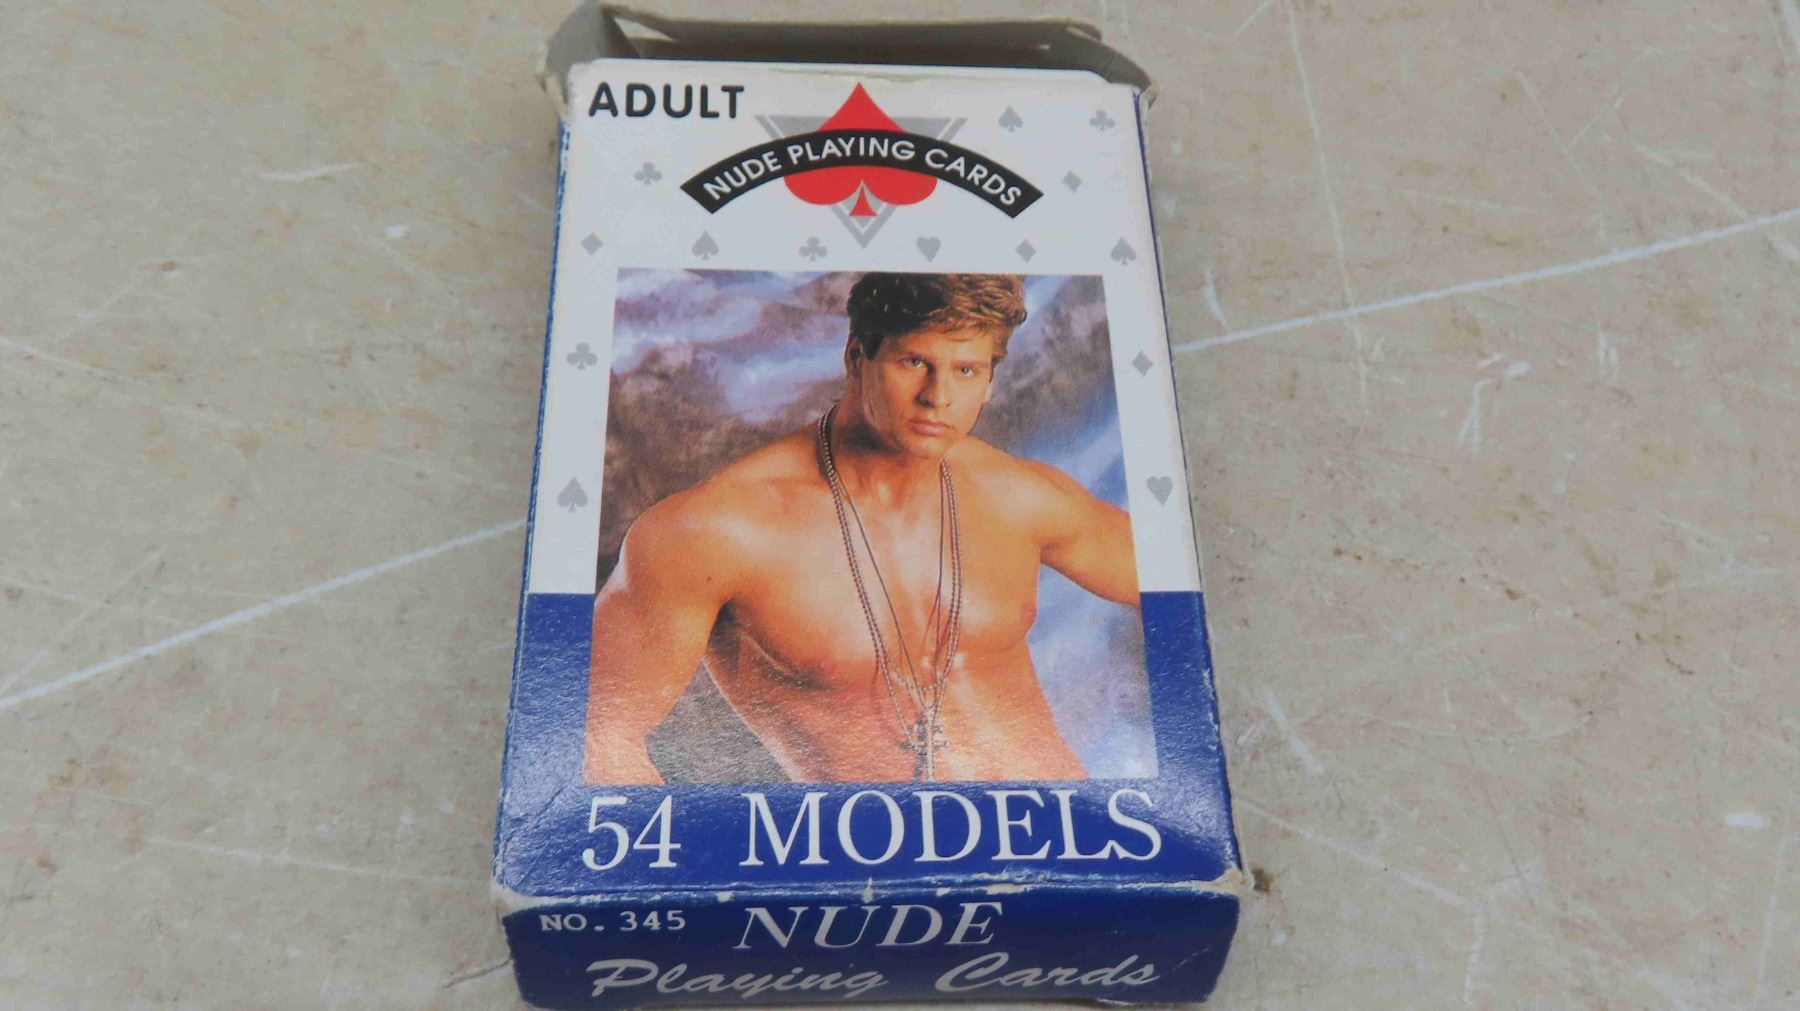 ADULT
NUDE PLAYING CARDS
54 MODELS
NO. 345 NUDE
Playing Cards